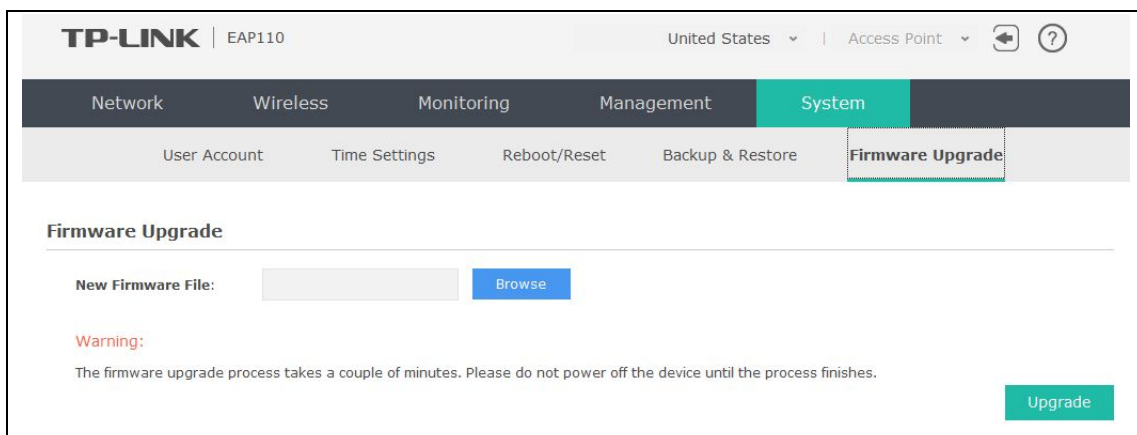 TP-LINK | EAP110 United States | Access Point ?
Network Wireless Monitoring Management System
User Account Time Settings Reboot/Reset Backup & Restore Firmware Upgrade
Firmware Upgrade
New Firmware File: Browse
Warning:
The firmware upgrade process takes a couple of minutes. Please do not power off the device until the process finishes.
Upgrade